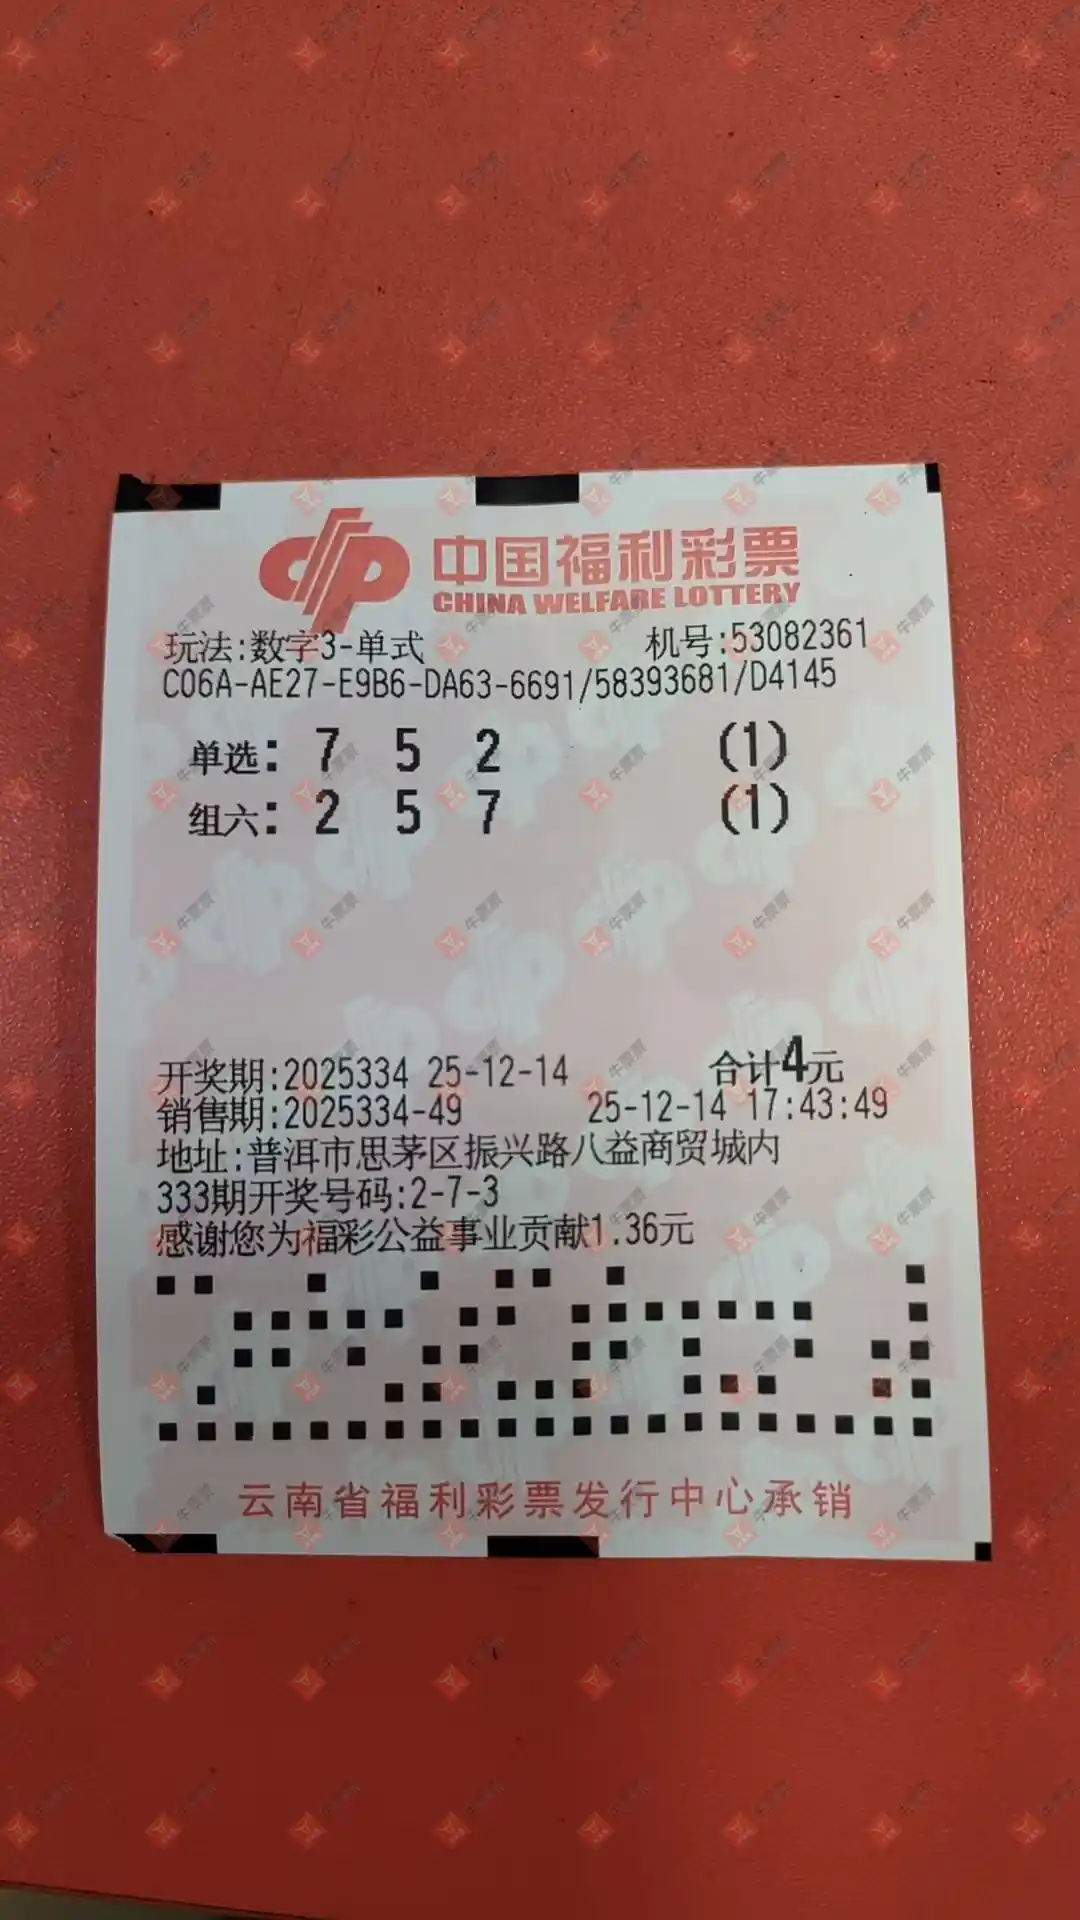 中国福利彩票
CHINA WELFARE LOTTERY
玩法:数字3-单式 机号:53082361
C06A-AE27-E9B6-DA63-6691/58393681/D4145
单选: 7 5 2 (1)
组六: 2 5 7 (1)
开奖期:2025334 25-12-14 合计4元
销售期:2025334-49 25-12-14 17:43:49
地址:普洱市思茅区振兴路八益商贸城内
333期开奖号码:2-7-3
感谢您为福彩公益事业贡献1.36元
云南省福利彩票发行中心承销